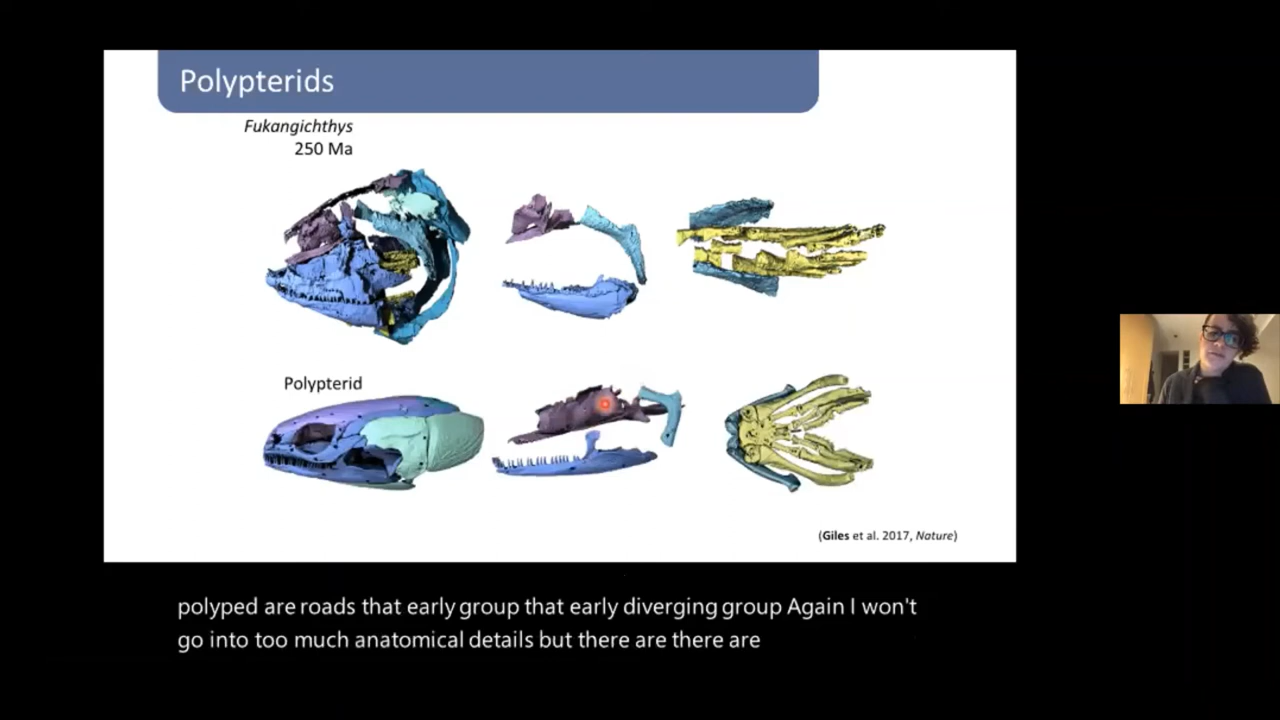 Polypterids
Fukangichthys
250 Ma
Polypterid
(Giles et al. 2017, Nature)
polyped are roads that early group that early diverging group Again I won't
go into too much anatomical details but there are there are